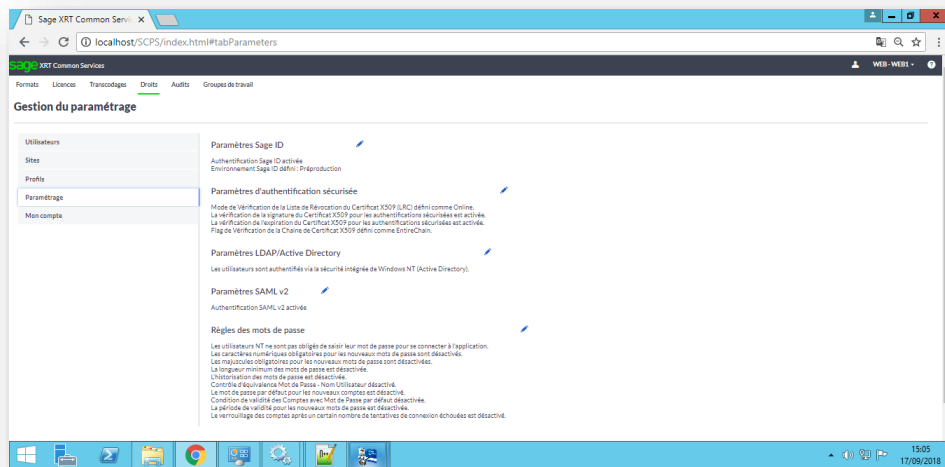 Sage XRT Common Servic
localhost/SCPS/index.html#tabParameters
sage XRT Common Services
WEB - WEB1
Formats Licences Transcodages Droits Audits Groupes de travail
Gestion du paramétrage
Utilisateurs
Sites
Profils
Paramétrage
Mon compte
Paramètres Sage ID
Authentification Sage ID activée
Environnement Sage ID défini : Préproduction
Paramètres d'authentification sécurisée
Mode de Vérification de la Liste de Révocation du Certificat X509 (LRC) défini comme Online.
La vérification de la signature du Certificat X509 pour les authentifications sécurisées est activée.
La vérification de l'expiration du Certificat X509 pour les authentifications sécurisées est activée.
Flag de Vérification de la Chaine de Certificat X509 défini comme EntireChain.
Paramètres LDAP/Active Directory
Les utilisateurs sont authentifiés via la sécurité intégrée de Windows NT (Active Directory).
Paramètres SAML v2
Authentification SAML v2 activée
Règles des mots de passe
Les utilisateurs NT ne sont pas obligés de saisir leur mot de passe pour se connecter à l'application.
Les caractères numériques obligatoires pour les nouveaux mots de passe sont désactivés.
Les majuscules obligatoires pour les nouveaux mots de passe sont désactivées.
La longueur minimum des mots de passe est désactivée.
L'historisation des mots de passe est désactivée.
Contrôle d'équivalence Mot de Passe - Nom Utilisateur désactivé.
Le mot de passe par défaut pour les nouveaux comptes est désactivé.
Condition de validité des Comptes avec Mot de Passe par défaut désactivée.
La période de validité pour les nouveaux mots de passe est désactivée.
Le verrouillage des comptes après un certain nombre de tentatives de connexion échouées est désactivé.
15:05
17/09/2018